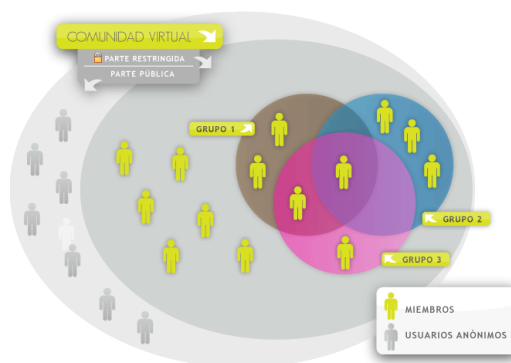 COMUNIDAD VIRTUAL
PARTE RESTRINGIDA
PARTE PÚBLICA
GRUPO 1
GRUPO 2
GRUPO 3
MIEMBROS
USUARIOS ANÓNIMOS